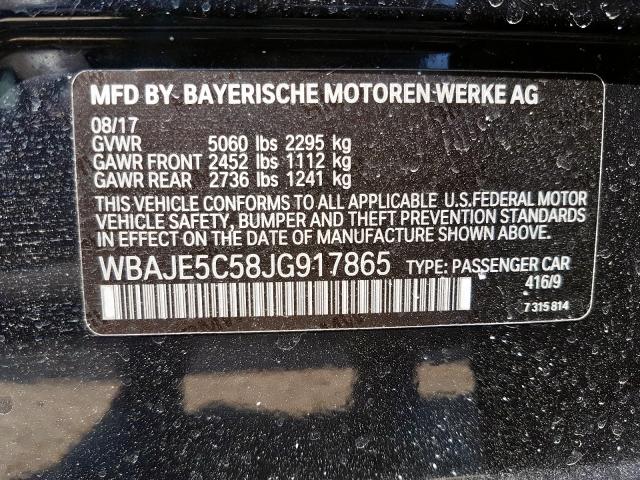 MFD BY BAYERISCHE MOTOREN WERKE AG
08/17
GVWR 5060 lbs 2295 kg
GAWR FRONT 2452 lbs 1112 kg
GAWR REAR 2736 lbs 1241 kg
THIS VEHICLE CONFORMS TO ALL APPLICABLE U.S.FEDERAL MOTOR
VEHICLE SAFETY, BUMPER AND THEFT PREVENTION STANDARDS
IN EFFECT ON THE DATE OF MANUFACTURE SHOWN ABOVE.
WBAJE5C58JG917865 TYPE: PASSENGER CAR
416/9
7 315 814